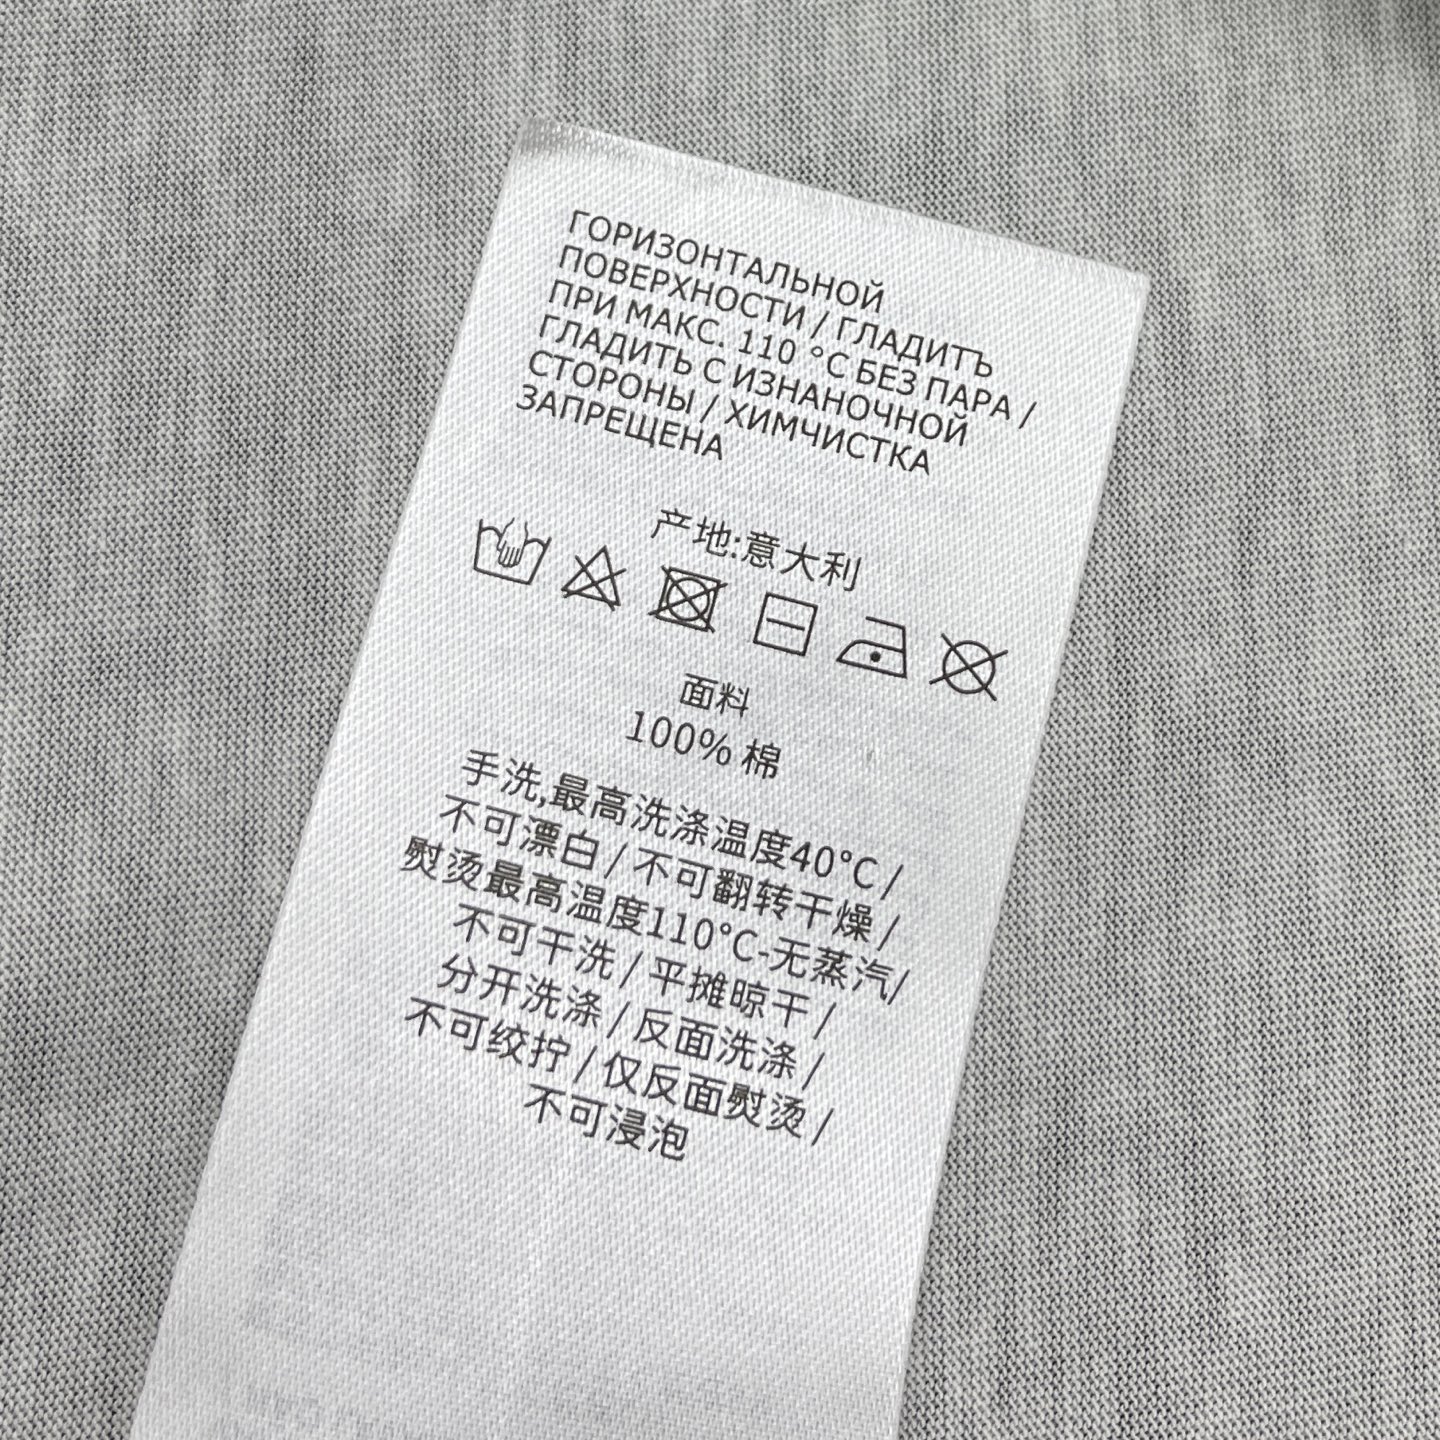 ГОРИЗОНТАЛЬНОЙ
ПОВЕРХНОСТИ / ГЛАДИТЪ
ПРИ МАКС. 110 °C БЕЗ ПАРА /
ГЛАДИТЬ С ИЗНАНОЧНОЙ
СТОРОНЫ / ХИМЧИСТКА
ЗАПРЕЩЕНА
产地:意大利
面料
100% 棉
手洗,最高洗涤温度40°C /
不可漂白 / 不可翻转干燥 /
熨烫最高温度110°C-无蒸汽/
不可干洗 / 平摊晾干 /
分开洗涤 / 反面洗涤 /
不可绞拧 / 仅反面熨烫 /
不可浸泡